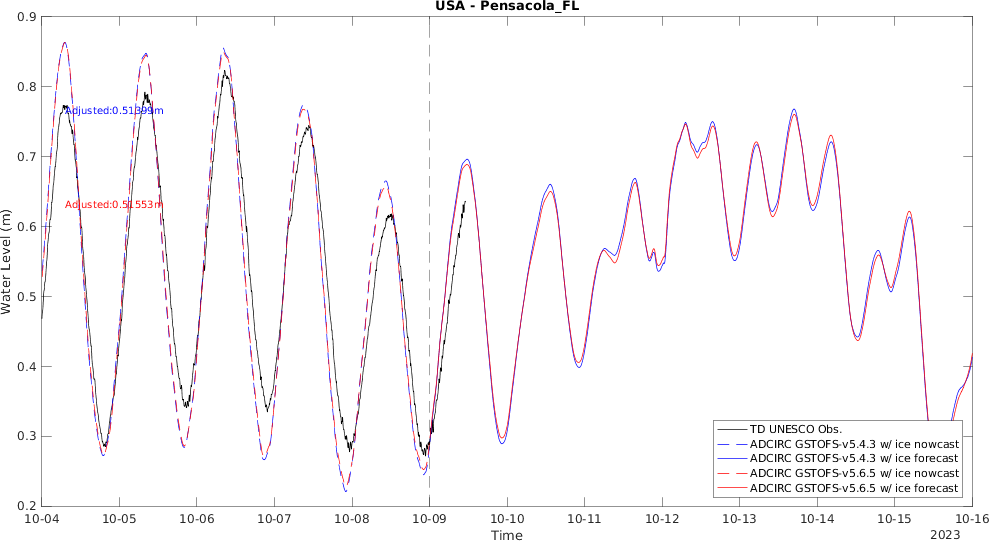 USA - Pensacola_FL
0.9
0.8
0.7
0.6
0.5
0.4
0.3
0.2
Water Level (m)
Adjusted:0.51399m
Adjusted:0.51553m
TD UNESCO Obs.
ADCIRC GSTOFS-v5.4.3 w/ ice nowcast
ADCIRC GSTOFS-v5.4.3 w/ ice forecast
ADCIRC GSTOFS-v5.6.5 w/ ice nowcast
ADCIRC GSTOFS-v5.6.5 w/ ice forecast
10-04 10-05 10-06 10-07 10-08 10-09 10-10 10-11 10-12 10-13 10-14 10-15 10-16
Time
2023